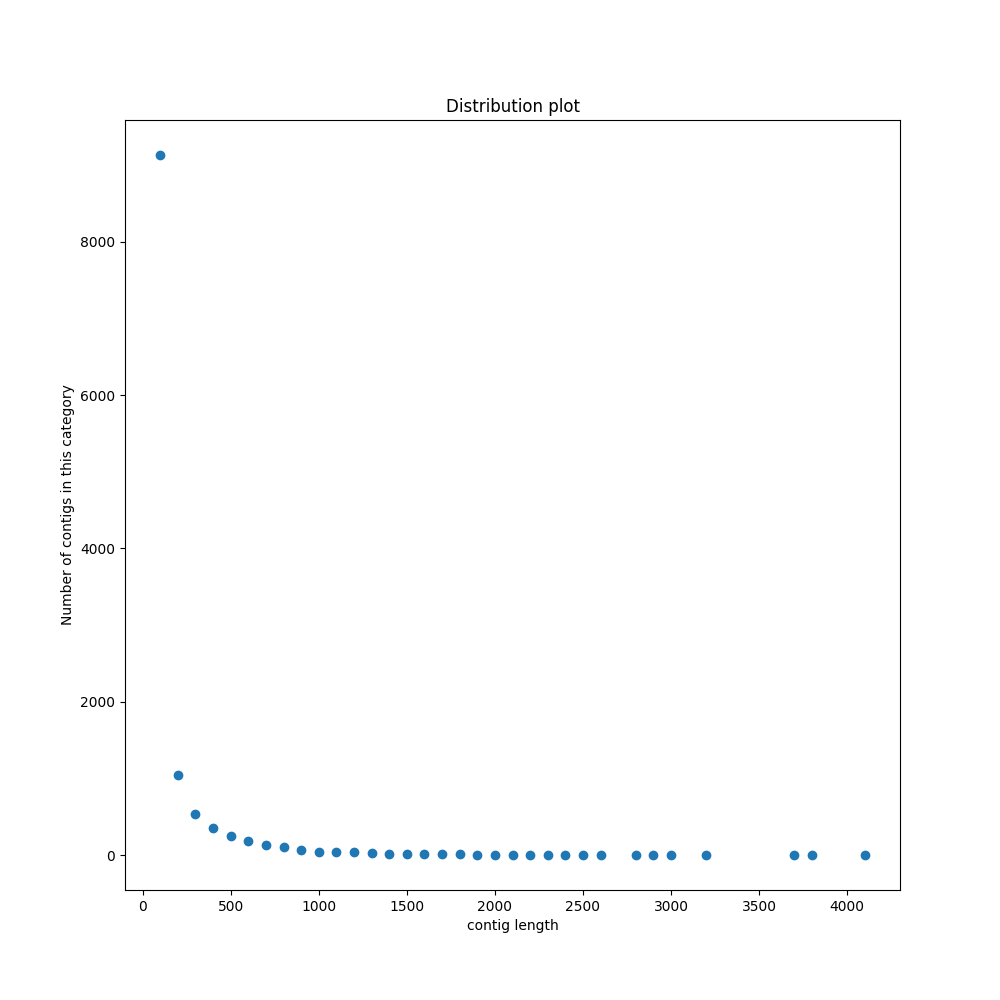 Distribution plot
8000
6000
4000
2000
0
Number of contigs in this category
0 500 1000 1500 2000 2500 3000 3500 4000
contig length